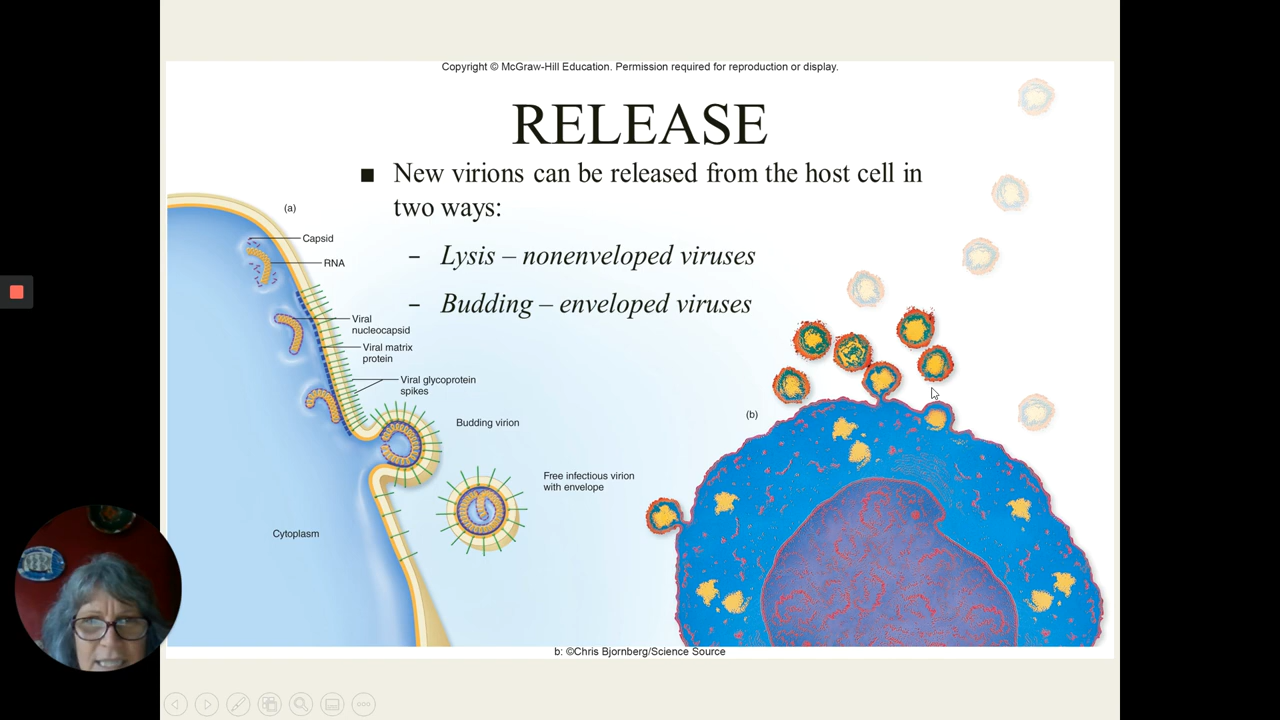 Copyright © McGraw-Hill Education. Permission required for reproduction or display.
RELEASE
■ New virions can be released from the host cell in
two ways:
– Lysis – nonenveloped viruses
– Budding – enveloped viruses
(a)
Capsid
RNA
Viral
nucleocapsid
Viral matrix
protein
Viral glycoprotein
spikes
Budding virion
Free infectious virion
with envelope
Cytoplasm
(b)
b: ©Chris Bjornberg/Science Source